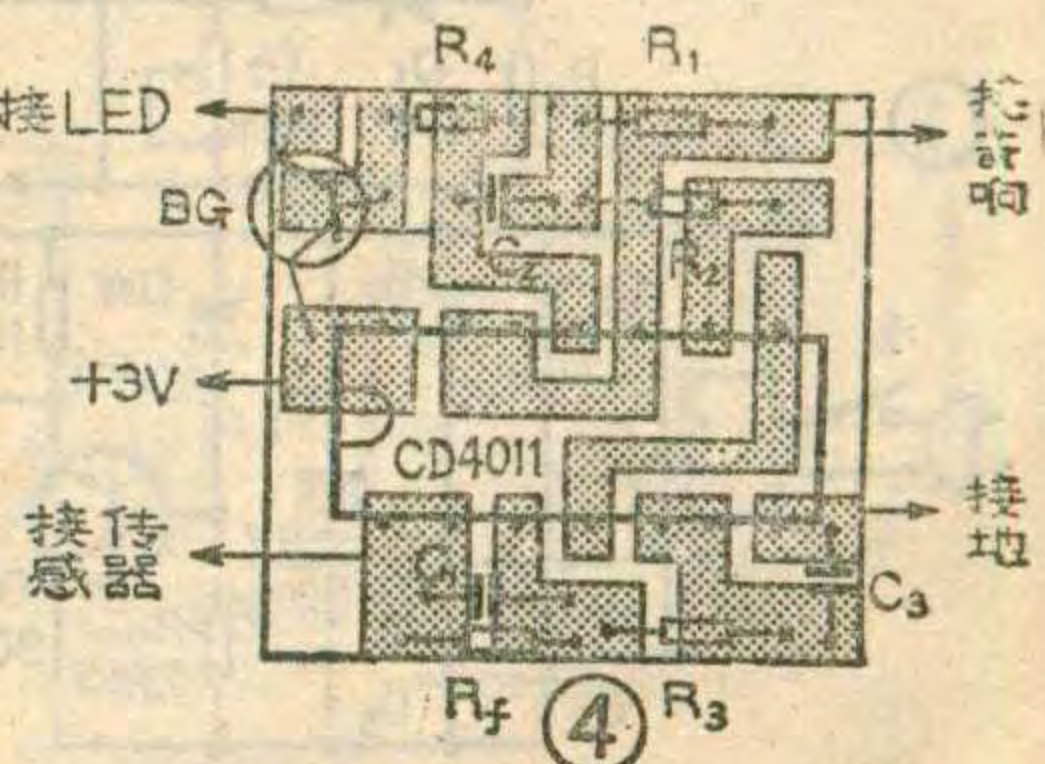 R₄ R₁
接LED
BG
C₂ R₂
+3V
CD4011
接传
感器
接
地
C₃
R_f ④ R₃